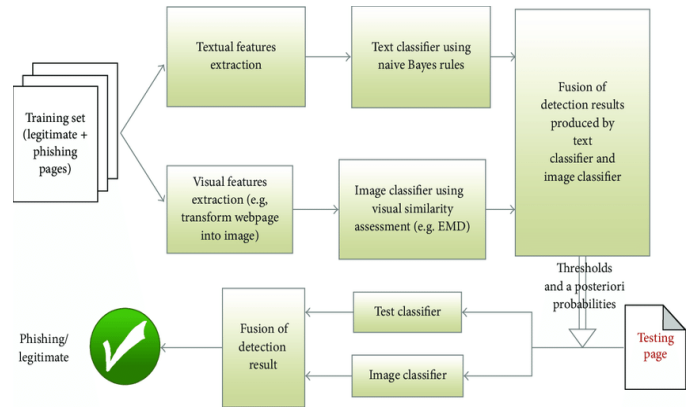 Training set
(legitimate +
phishing
pages)
Textual features
extraction
Text classifier using
naive Bayes rules
Visual features
extraction (e.g,
transform webpage
into image)
Image classifier using
visual similarity
assessment (e.g. EMD)
Fusion of
detection results
produced by
text
classifier and
image classifier
Thresholds
and a posteriori
probabilities
Testing
page
Test classifier
Image classifier
Fusion of
detection
result
Phishing/
legitimate